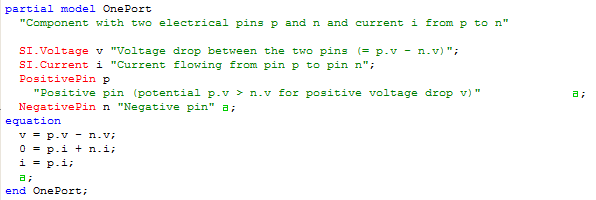 partial model OnePort
"Component with two electrical pins p and n and current i from p to n"
SI.Voltage v "Voltage drop between the two pins (= p.v - n.v)";
SI.Current i "Current flowing from pin p to pin n";
PositivePin p
"Positive pin (potential p.v > n.v for positive voltage drop v)" a;
NegativePin n "Negative pin" a;
equation
v = p.v - n.v;
0 = p.i + n.i;
i = p.i;
a;
end OnePort;